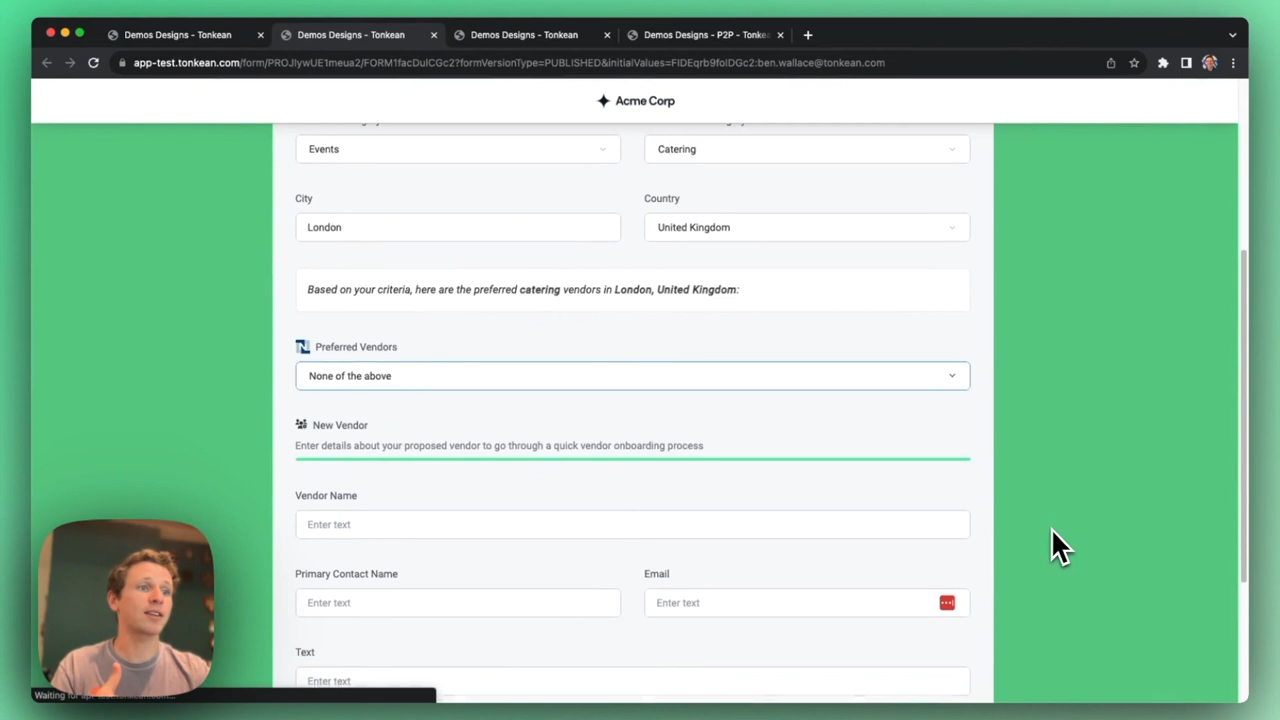 Demos Designs - Tonkean
Demos Designs - Tonkean
Demos Designs - Tonkean
Demos Designs - P2P - Tonke
app-test.tonkean.com/form/PROJIywUE1meua2/FORM1facDulCGc2?formVersionType=PUBLISHED&initialValues=FIDEqrb9folDGc2:ben.wallace@tonkean.com
Acme Corp
Events
Catering
City
Country
London
United Kingdom
Based on your criteria, here are the preferred catering vendors in London, United Kingdom:
Preferred Vendors
None of the above
New Vendor
Enter details about your proposed vendor to go through a quick vendor onboarding process
Vendor Name
Enter text
Primary Contact Name
Email
Enter text
Enter text
Text
Enter text
Waiting for